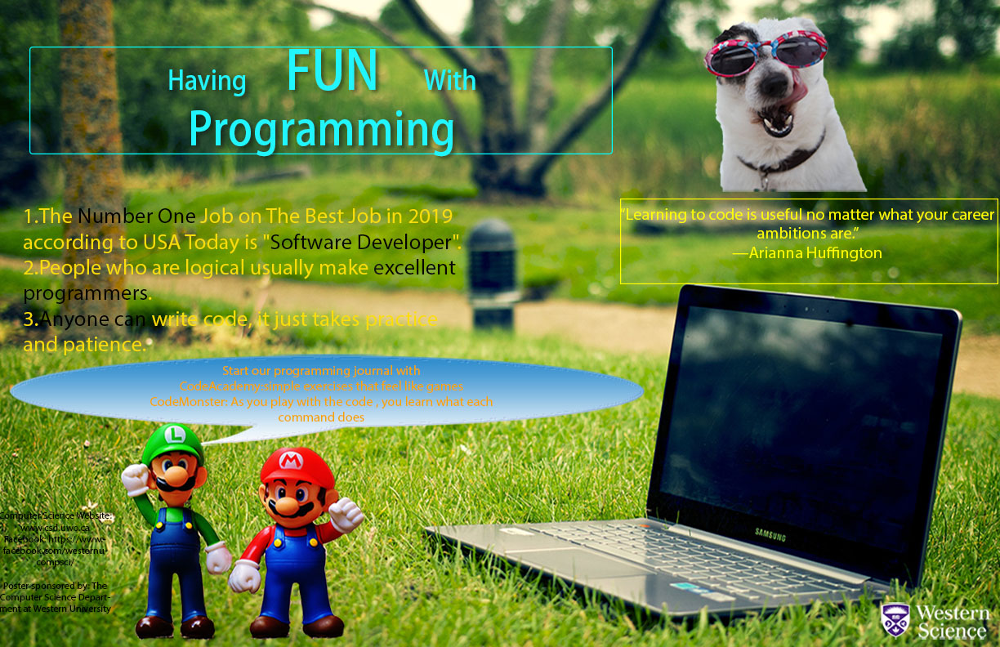 Having FUN With
Programming
1.The Number One Job on The Best Job in 2019
according to USA Today is "Software Developer".
2.People who are logical usually make excellent
programmers.
3.Anyone can write code, it just takes practice
and patience.
“Learning to code is useful no matter what your career
ambitions are.”
—Arianna Huffington
Start our programming journal with
CodeAcademy:simple exercises that feel like games
CodeMonster: As you play with the code , you learn what each
command does
L
M
Computer Science Website:
www.csd.uwo.ca
Facebook: https://www.-
facebook.com/westernu-
compsci/
Poster sponsored by: The
Computer Science Depart-
ment at Western University
SAMSUNG
Western
Science